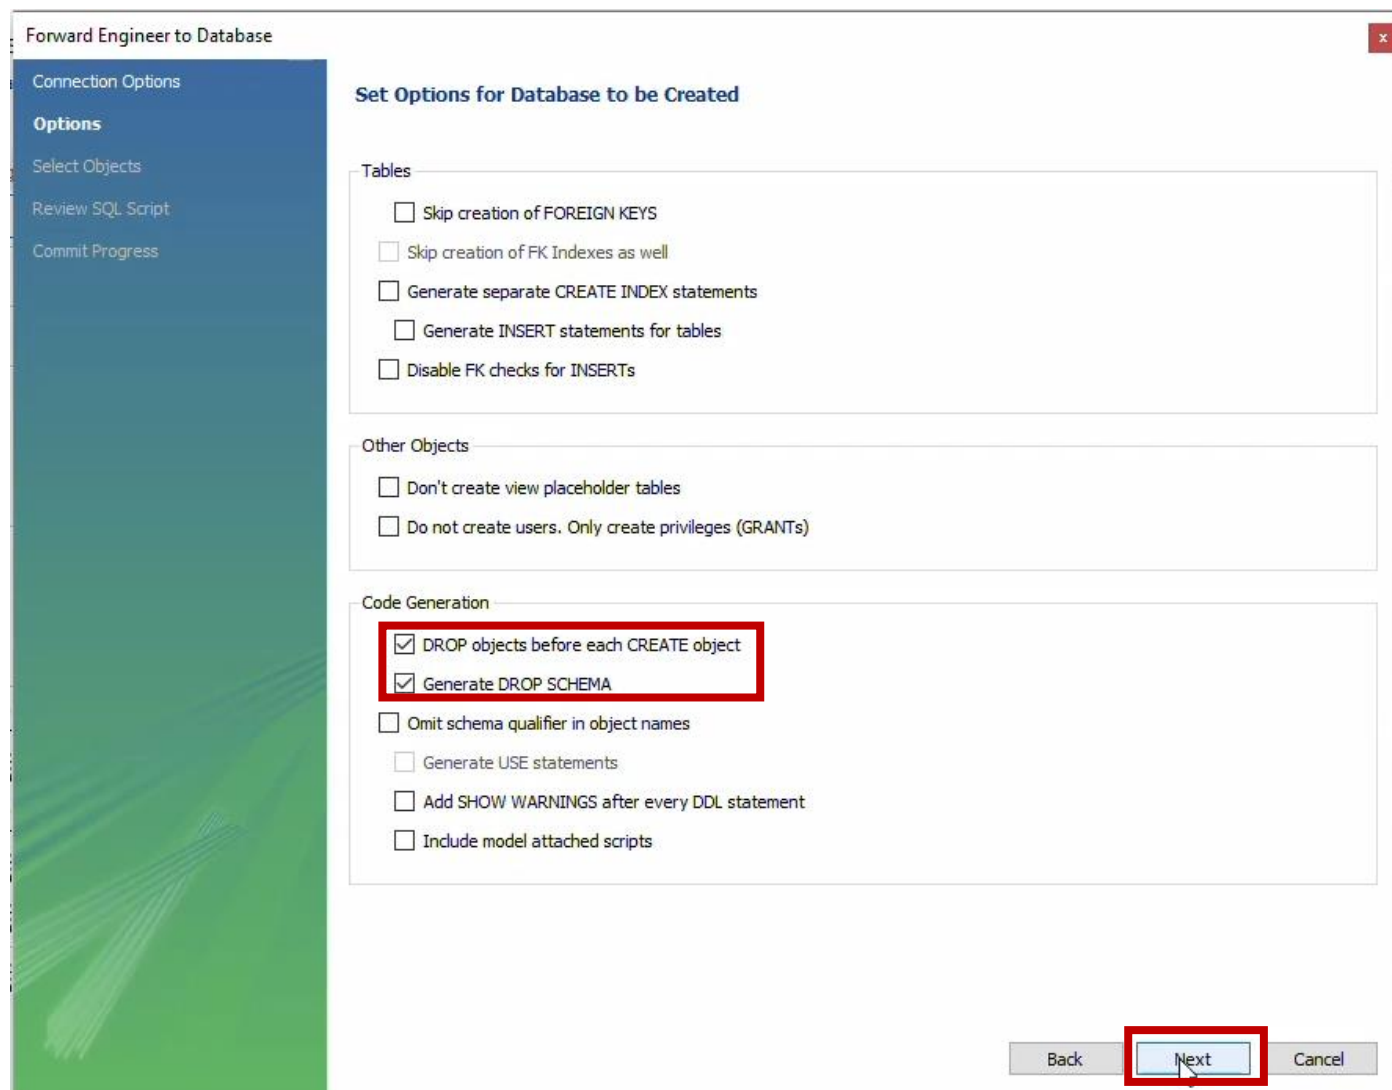 Forward Engineer to Database
x
Connection Options
Options
Select Objects
Review SQL Script
Commit Progress
Set Options for Database to be Created
Tables
Skip creation of FOREIGN KEYS
Skip creation of FK Indexes as well
Generate separate CREATE INDEX statements
Generate INSERT statements for tables
Disable FK checks for INSERTs
Other Objects
Don't create view placeholder tables
Do not create users. Only create privileges (GRANTs)
Code Generation
DROP objects before each CREATE object
Generate DROP SCHEMA
Omit schema qualifier in object names
Generate USE statements
Add SHOW WARNINGS after every DDL statement
Include model attached scripts
Back Next Cancel